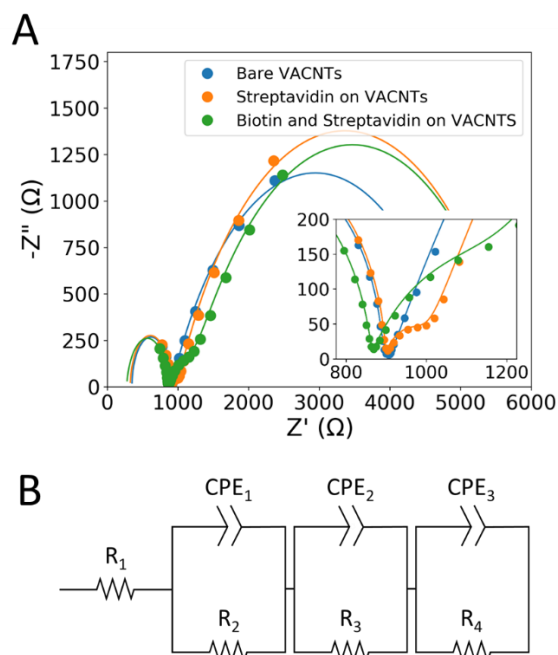 A
1750
1500
1250
1000
750
500
250
0
-Z" (Ω)
Bare VACNTs
Streptavidin on VACNTs
Biotin and Streptavidin on VACNTS
200
150
100
50
0
800 1000 1200
0 1000 2000 3000 4000 5000 6000
Z' (Ω)
B
CPE₁ CPE₂ CPE₃
R₁
R₂ R₃ R₄